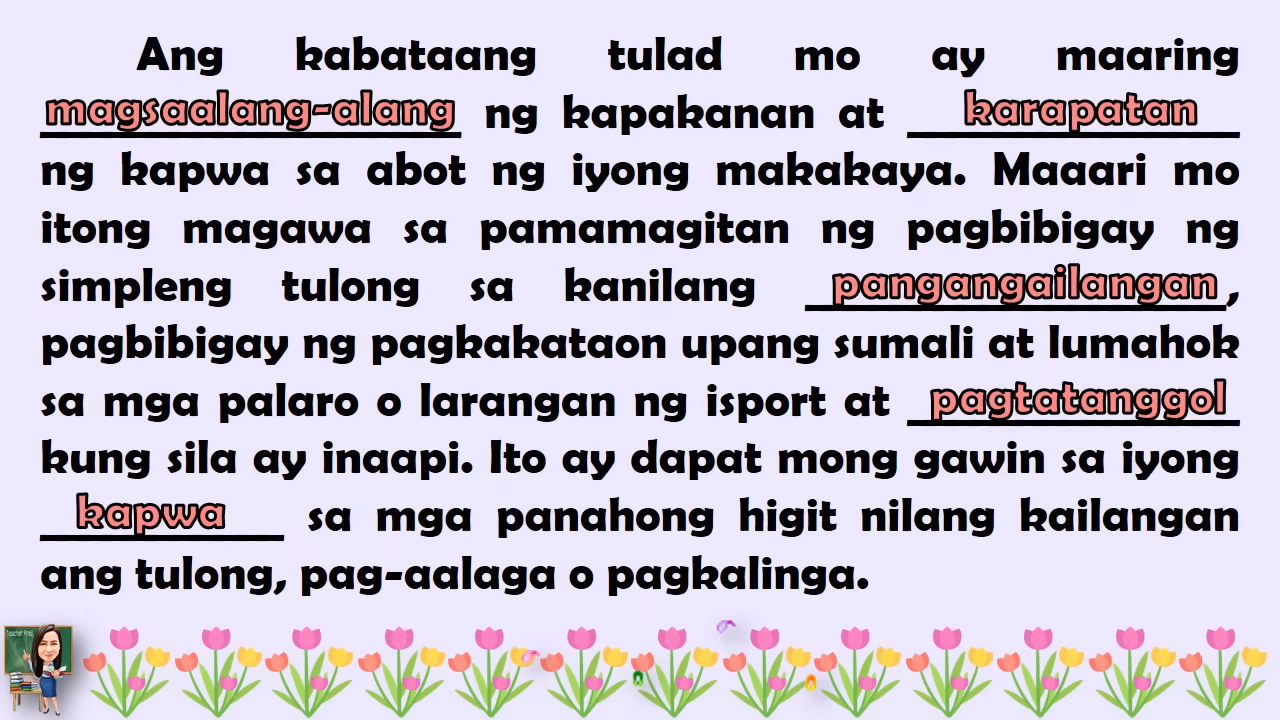 Ang kabataang tulad mo ay maaring
magsaalang-alang ng kapakanan at karapatan
ng kapwa sa abot ng iyong makakaya. Maaari mo
itong magawa sa pamamagitan ng pagbibigay ng
simpleng tulong sa kanilang pangangailangan,
pagbibigay ng pagkakataon upang sumali at lumahok
sa mga palaro o larangan ng isport at pagtatanggol
kung sila ay inaapi. Ito ay dapat mong gawin sa iyong
kapwa sa mga panahong higit nilang kailangan
ang tulong, pag-aalaga o pagkalinga.